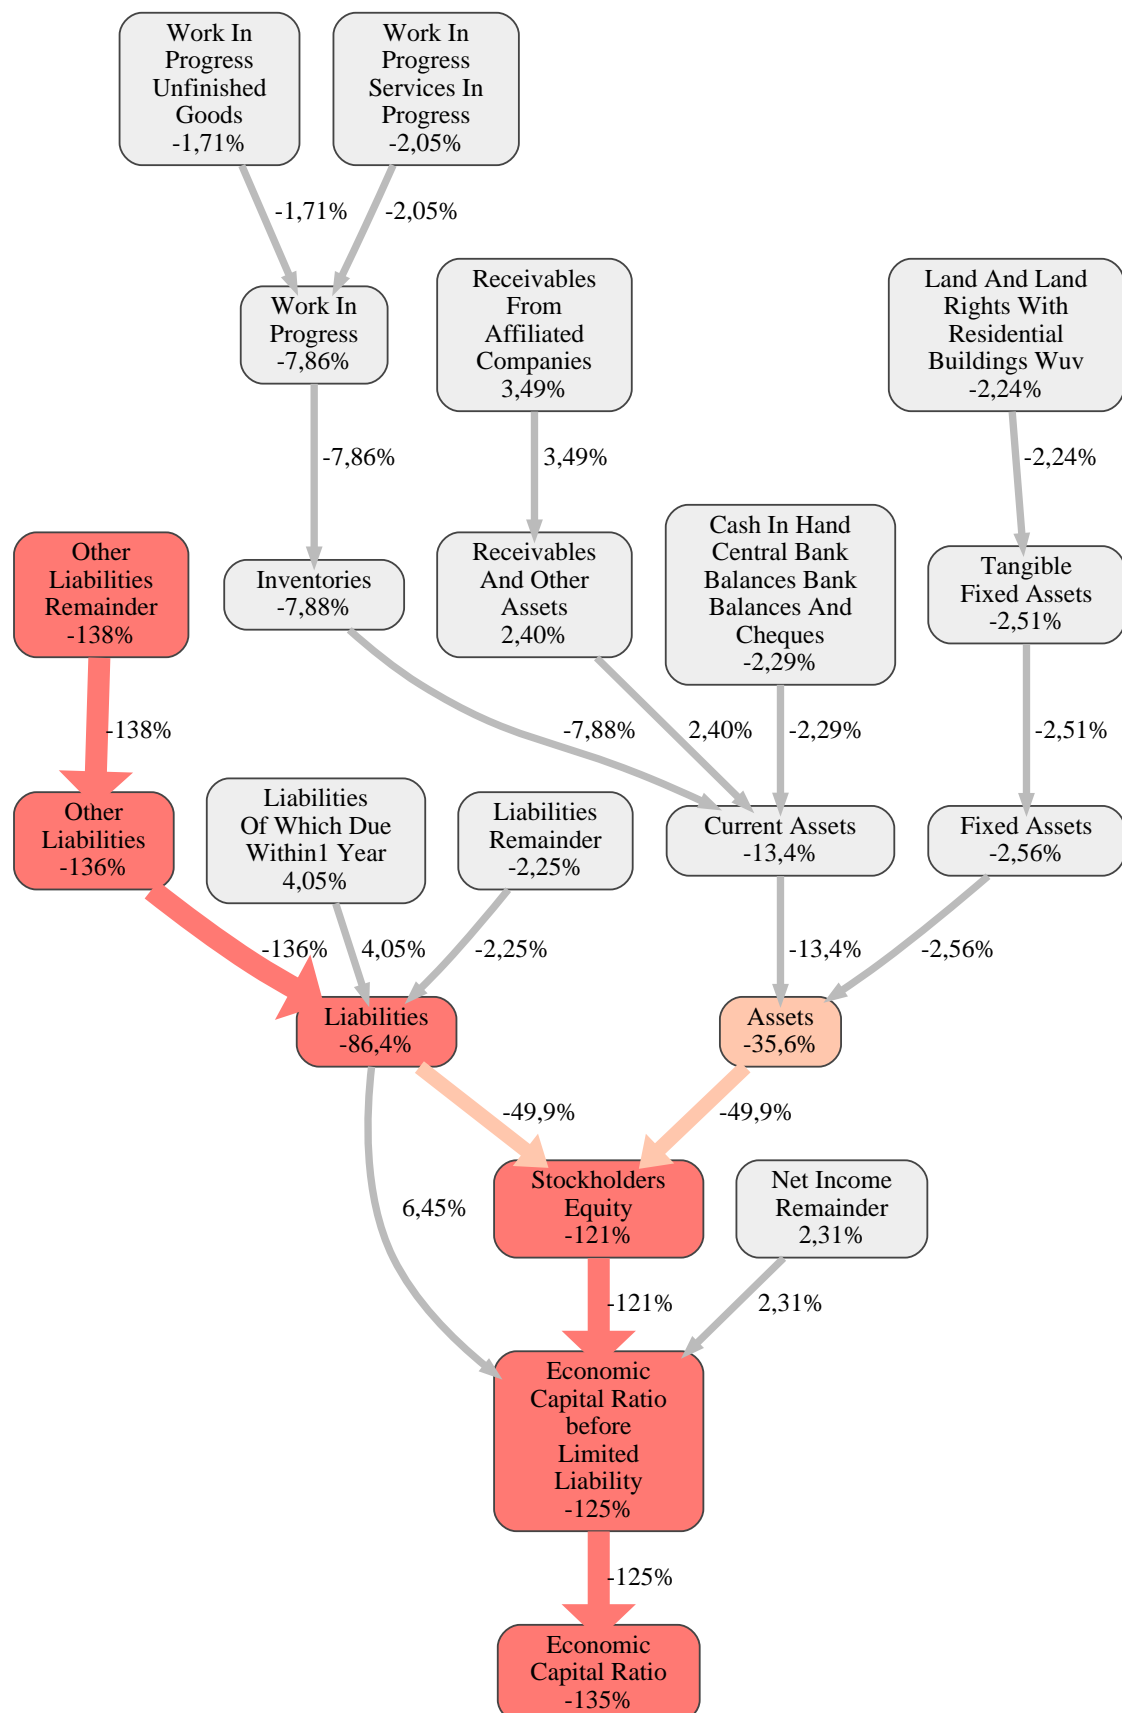 Work In
Progress
Unfinished
Goods
-1,71%
Work In
Progress
Services In
Progress
-2,05%
-1,71%
-2,05%
Work In
Progress
-7,86%
Receivables
From
Affiliated
Companies
3,49%
Land And Land
Rights With
Residential
Buildings Wuv
-2,24%
-7,86%
3,49%
-2,24%
Other
Liabilities
Remainder
-138%
Inventories
-7,88%
Receivables
And Other
Assets
2,40%
Cash In Hand
Central Bank
Balances Bank
Balances And
Cheques
-2,29%
Tangible
Fixed Assets
-2,51%
-138%
-7,88%
2,40%
-2,29%
-2,51%
Other
Liabilities
-136%
Liabilities
Of Which Due
Within1 Year
4,05%
Liabilities
Remainder
-2,25%
Current Assets
-13,4%
Fixed Assets
-2,56%
-136%
4,05%
-2,25%
-13,4%
-2,56%
Liabilities
-86,4%
Assets
-35,6%
-49,9%
-49,9%
6,45%
Stockholders
Equity
-121%
Net Income
Remainder
2,31%
-121%
2,31%
Economic
Capital Ratio
before
Limited
Liability
-125%
-125%
Economic
Capital Ratio
-135%